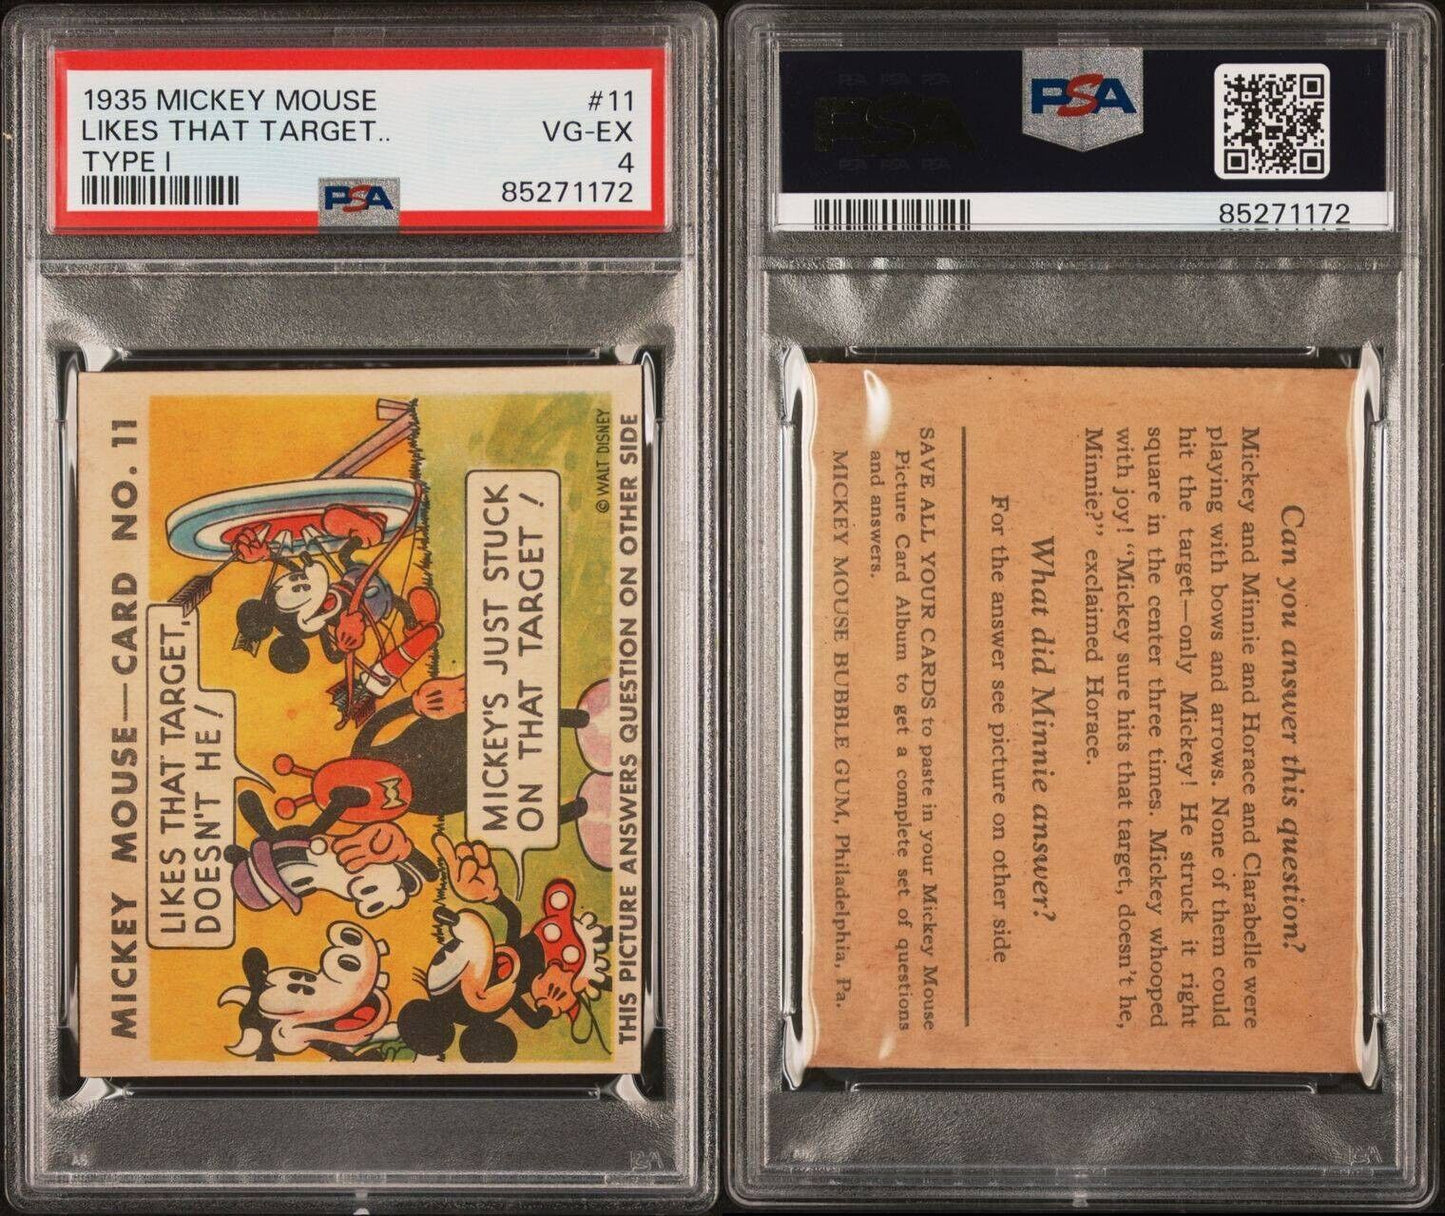 1935 MICKEY MOUSE #11
LIKES THAT TARGET.. VG-EX
TYPE I 4
PSA 85271172
MICKEY MOUSE—CARD NO. 11
LIKES THAT TARGET,
DOESN'T HE!
MICKEY'S JUST STUCK
ON THAT TARGET!
© WALT DISNEY
THIS PICTURE ANSWERS QUESTION ON OTHER SIDE
PSA
PSA
85271172
Can you answer this question?
Mickey and Minnie and Horace and Clarabelle were
playing with bows and arrows. None of them could
hit the target—only Mickey! He struck it right
square in the center three times. Mickey whooped
with joy! "Mickey sure hits that target, doesn't he,
Minnie?" exclaimed Horace.
What did Minnie answer?
For the answer see picture on other side
SAVE ALL YOUR CARDS to paste in your Mickey Mouse
Picture Card Album to get a complete set of questions
and answers.
MICKEY MOUSE BUBBLE GUM, Philadelphia, Pa.